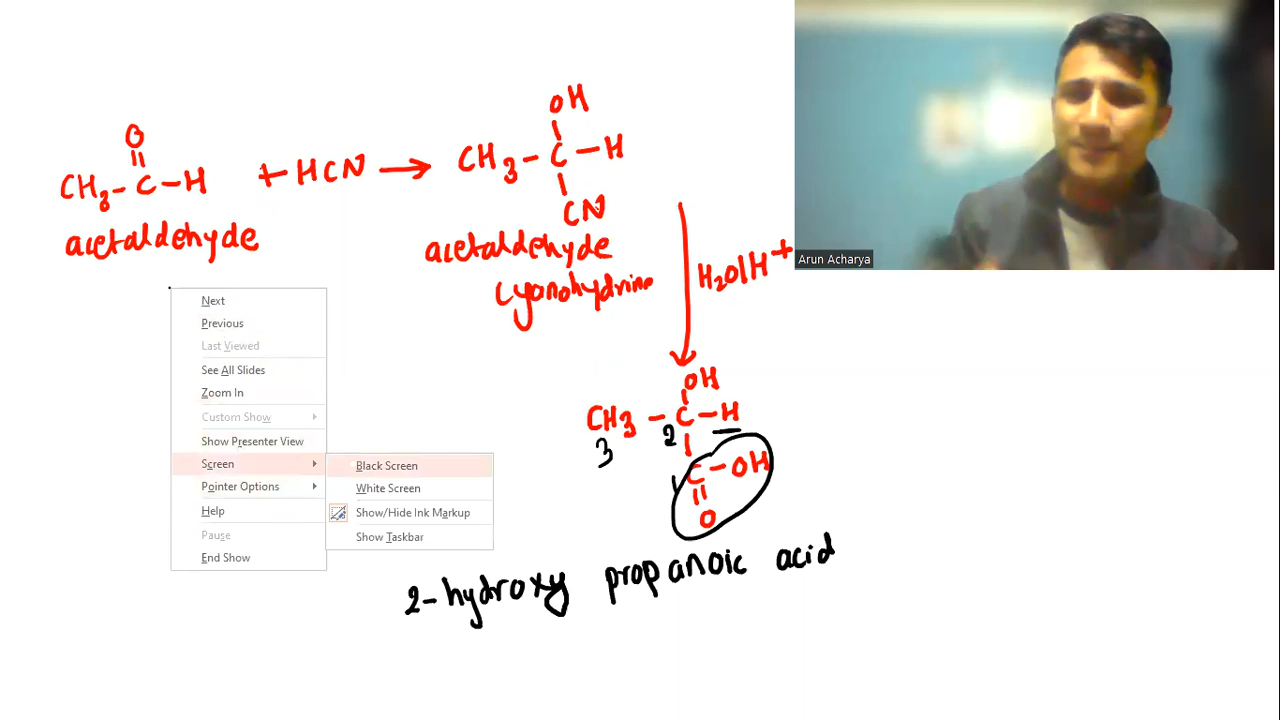 O
||
CH3-C-H
+HCN →
OH
CH3-C-H
CN
acetaldehyde
acetaldehyde
cyanohydrine
H2O/H+
Arun Acharya
Next
Previous
Last Viewed
See All Slides
Zoom In
Custom Show
Show Presenter View
Screen
Pointer Options
Help
Pause
End Show
Black Screen
White Screen
Show/Hide Ink Markup
Show Taskbar
OH
CH3-C-H
3 2
1 C-OH
||
O
2-hydroxy propanoic acid